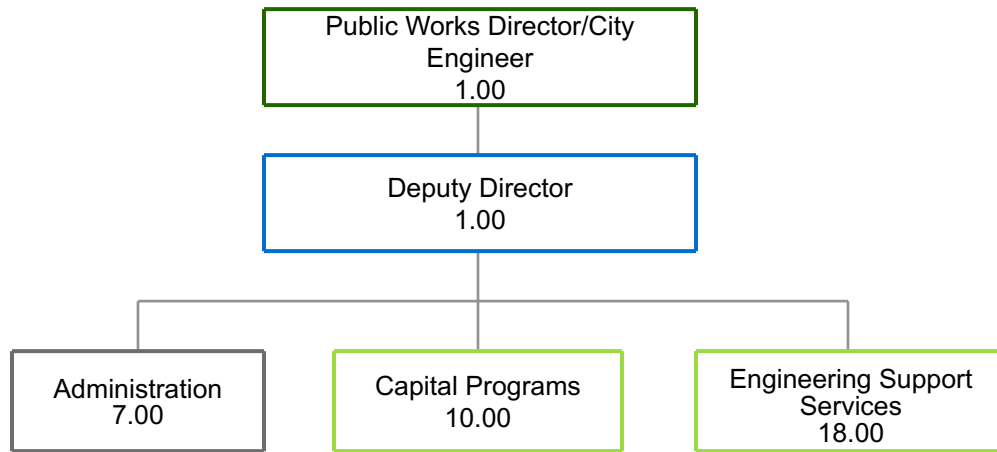 Public Works Director/City
Engineer
1.00
Deputy Director
1.00
Administration
7.00
Capital Programs
10.00
Engineering Support
Services
18.00